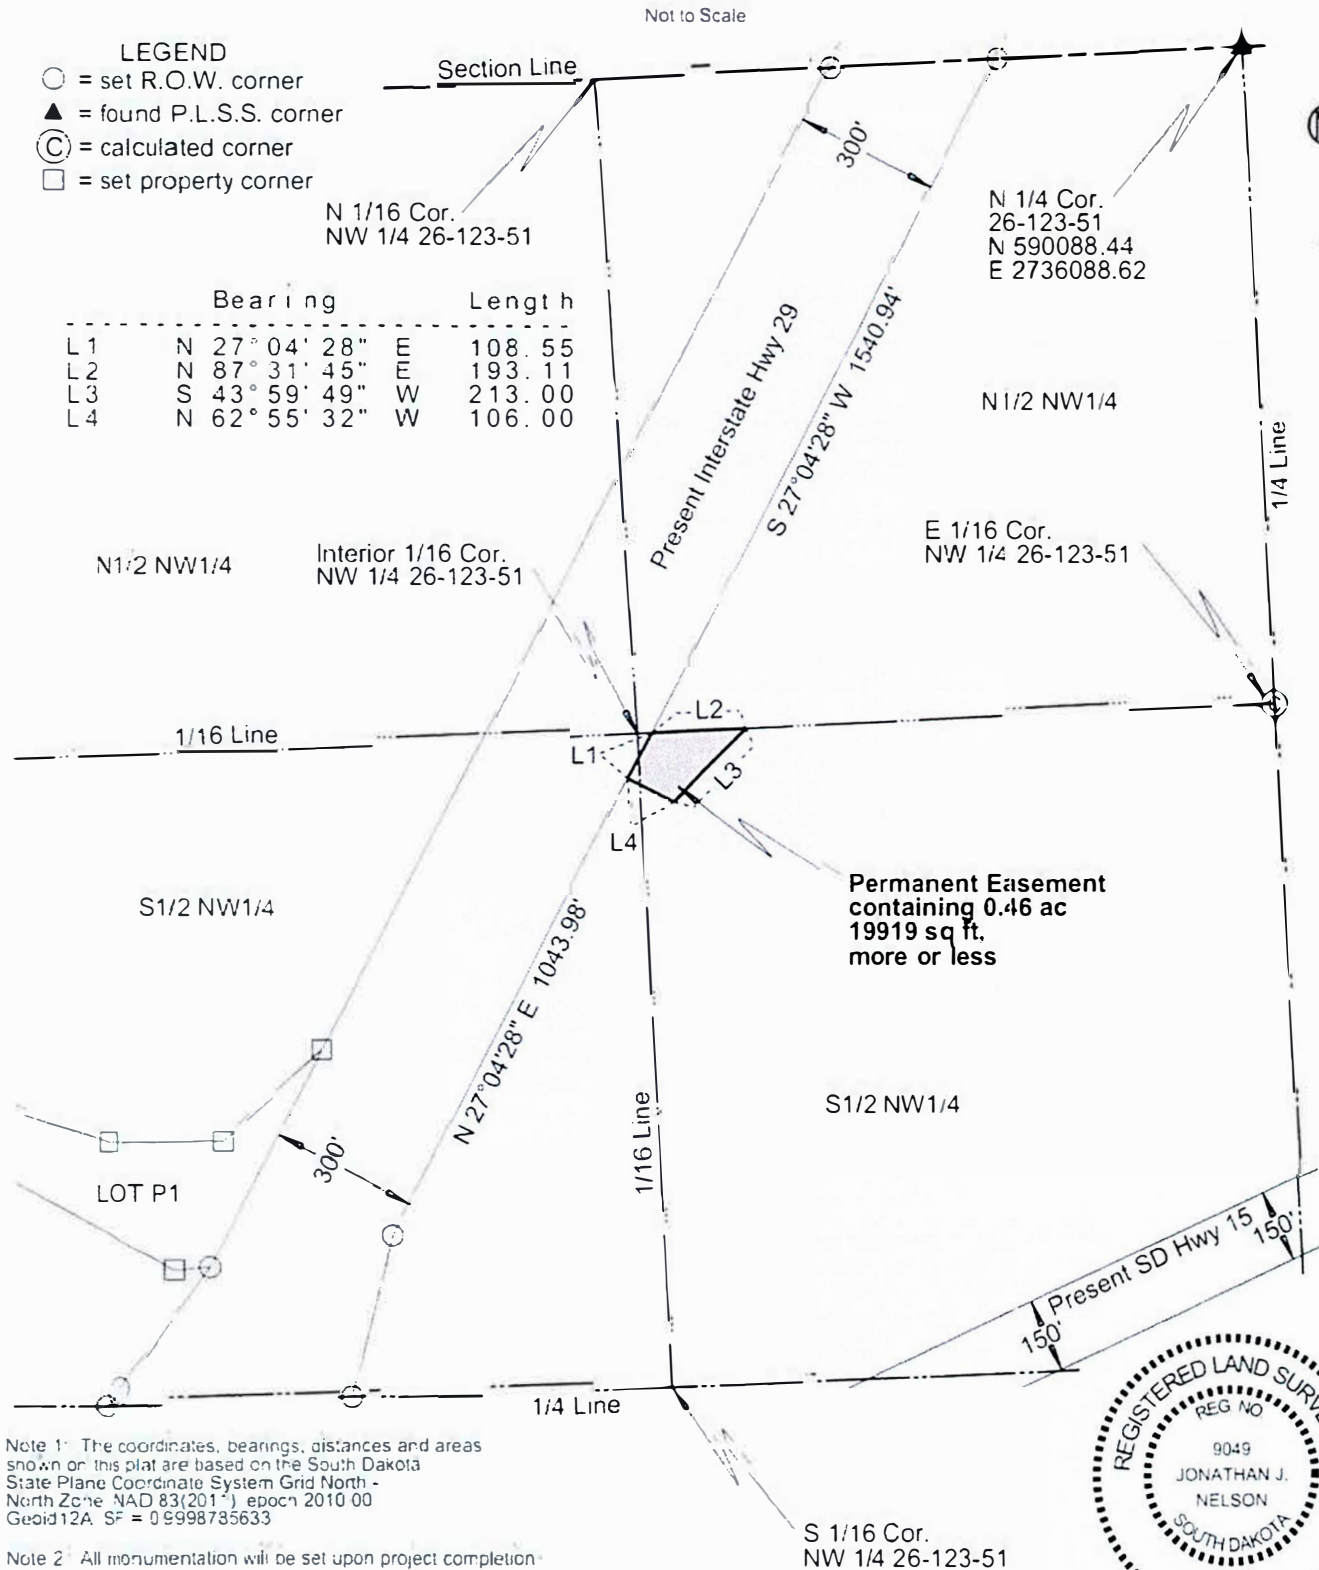 Not to Scale
LEGEND
= set R.O.W. corner
= found P.L.S.S. corner
C = calculated corner
= set property corner
Section Line
300'
N 1/16 Cor.
NW 1/4 26-123-51
N 1/4 Cor.
26-123-51
N 590088.44
E 2736088.62
Bearing Length
L1 N 27°04'28" E 108.55
L2 N 87°31'45" E 193.11
L3 S 43°59'49" W 213.00
L4 N 62°55'32" W 106.00
Present Interstate Hwy 29
S 27°04'28" W 1540.94'
N1/2 NW1/4
1/4 Line
N1/2 NW1/4
Interior 1/16 Cor.
NW 1/4 26-123-51
E 1/16 Cor.
NW 1/4 26-123-51
C
1/16 Line
L2
L1
L3
L4
Permanent Easement
containing 0.46 ac
19919 sq ft,
more or less
S1/2 NW1/4
N 27°04'28" E 1043.98'
1/16 Line
S1/2 NW1/4
300'
LOT P1
Present SD Hwy 15
150'
150'
1/4 Line
Note 1: The coordinates, bearings, distances and areas
shown on this plat are based on the South Dakota
State Plane Coordinate System Grid North -
North Zone NAD 83(2011) epoch 2010.00
Geoid12A SF = 0.9998785633
Note 2: All monumentation will be set upon project completion
S 1/16 Cor.
NW 1/4 26-123-51
REGISTERED LAND SURVE
REG NO.
9049
JONATHAN J.
NELSON
SOUTH DAKOTA